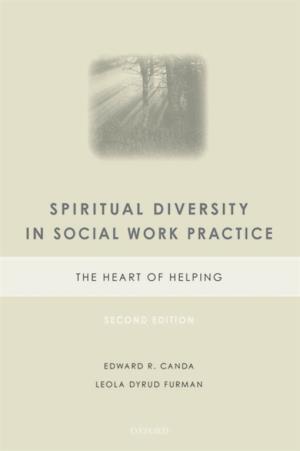 SPIRITUAL DIVERSITY
IN SOCIAL WORK PRACTICE
THE HEART OF HELPING
SECOND EDITION
EDWARD R. CANDA
LEOLA DYRUD FURMAN
OXFORD